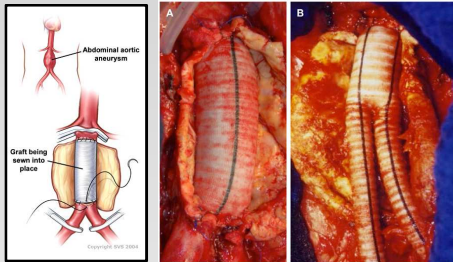 Abdominal aortic
aneurysm
Graft being
sewn into
place
Copyright SVS 2004
A
B